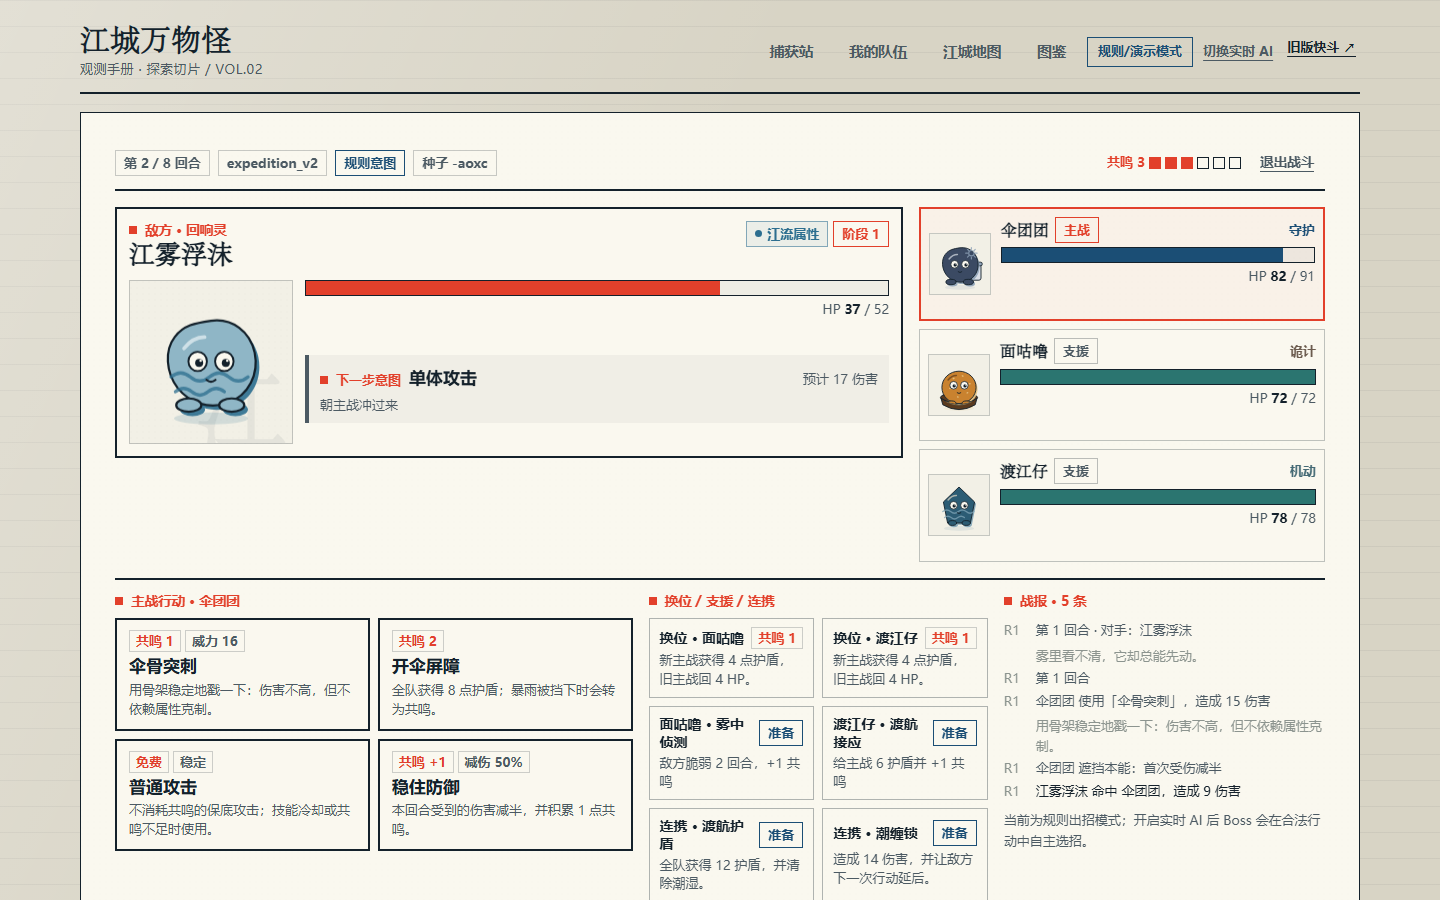 江城万物怪
观测手册 · 探索切片 / VOL.02
捕获站
我的队伍
江城地图
图鉴
规则/演示模式
切换实时 AI
旧版快斗 ↗
第 2 / 8 回合
expedition_v2
规则意图
种子 -aoxc
共鸣 3
退出战斗
敌方 • 回响灵
江雾浮沫
江流属性
阶段 1
HP 37 / 52
下一步意图 单体攻击
预计 17 伤害
朝主战冲过来
伞团团
主战
守护
HP 82 / 91
面咕噜
支援
诡计
HP 72 / 72
渡江仔
支援
机动
HP 78 / 78
主战行动 • 伞团团
共鸣 1
威力 16
伞骨突刺
用骨架稳定地戳一下：伤害不高，但不
依赖属性克制。
共鸣 2
开伞屏障
全队获得 8 点护盾；暴雨被挡下时会转
为共鸣。
免费
稳定
普通攻击
不消耗共鸣的保底攻击；技能冷却或共
鸣不足时使用。
共鸣 +1
减伤 50%
稳住防御
本回合受到的伤害减半，并积累 1 点共
鸣。
换位 / 支援 / 连携
换位 • 面咕噜
共鸣 1
新主战获得 4 点护盾，
旧主战回 4 HP。
换位 • 渡江仔
共鸣 1
新主战获得 4 点护盾，
旧主战回 4 HP。
面咕噜 • 雾中
侦测
准备
敌方脆弱 2 回合，+1 共
鸣
渡江仔 • 渡航
接应
准备
给主战 6 护盾并 +1 共
鸣
连携 • 渡航护
盾
准备
全队获得 12 护盾，并清
除潮湿。
连携 • 潮缠锁
准备
造成 14 伤害，并让敌方
下一次行动延后。
战报 • 5 条
R1 第 1 回合 · 对手：江雾浮沫
雾里看不清，它却总能先动。
R1 第 1 回合
R1 伞团团 使用「伞骨突刺」，造成 15 伤害
用骨架稳定地戳一下：伤害不高，但不依赖属性克
制。
R1 伞团团 遮挡本能：首次受伤减半
R1 江雾浮沫 命中 伞团团，造成 9 伤害
当前为规则出招模式；开启实时 AI 后 Boss 会在合法行
动中自主选招。